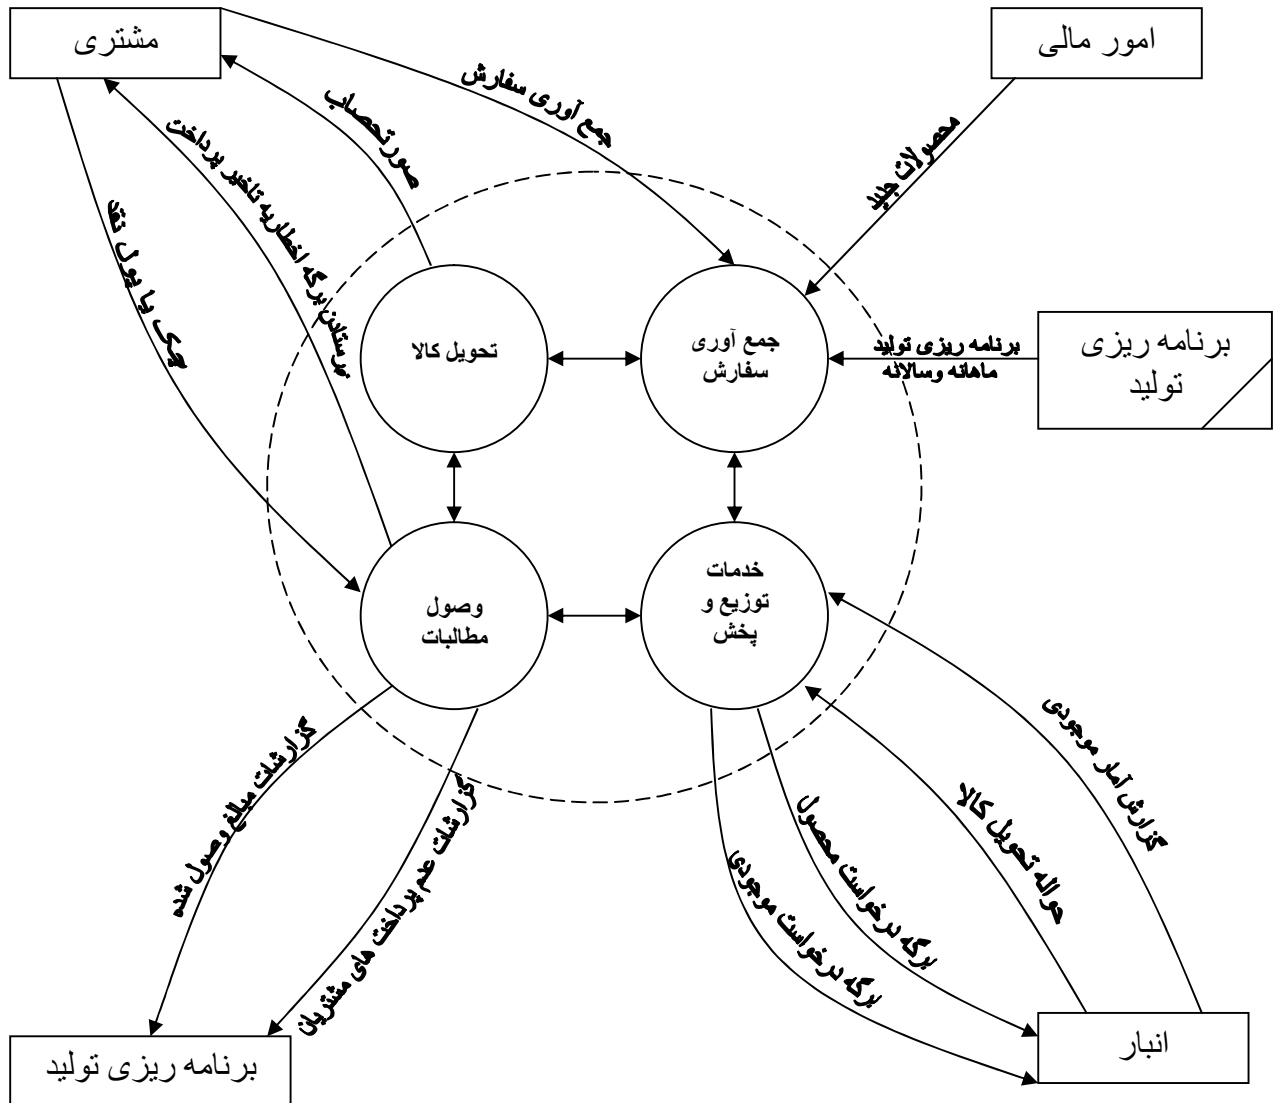 مشتری
امور مالی
جمع آوری سفارش
صورتحصاب
محصولات جدید
فرستادن برگه اخطاریه تاخیر پرداخت
چک یا پول نقد
تحویل کالا
جمع آوری
سفارش
برنامه ریزی تولید
ماهانه وسالانه
برنامه ریزی
تولید
وصول
مطالبات
خدمات
توزیع و
پخش
گزارشات مبالغ وصول شده
گزارشات عدم پرداخت های مشتریان
برگه درخواست موجودی
برگه درخواست محصول
حواله تحویل کالا
گزارش آمار موجودی
برنامه ریزی تولید
انبار